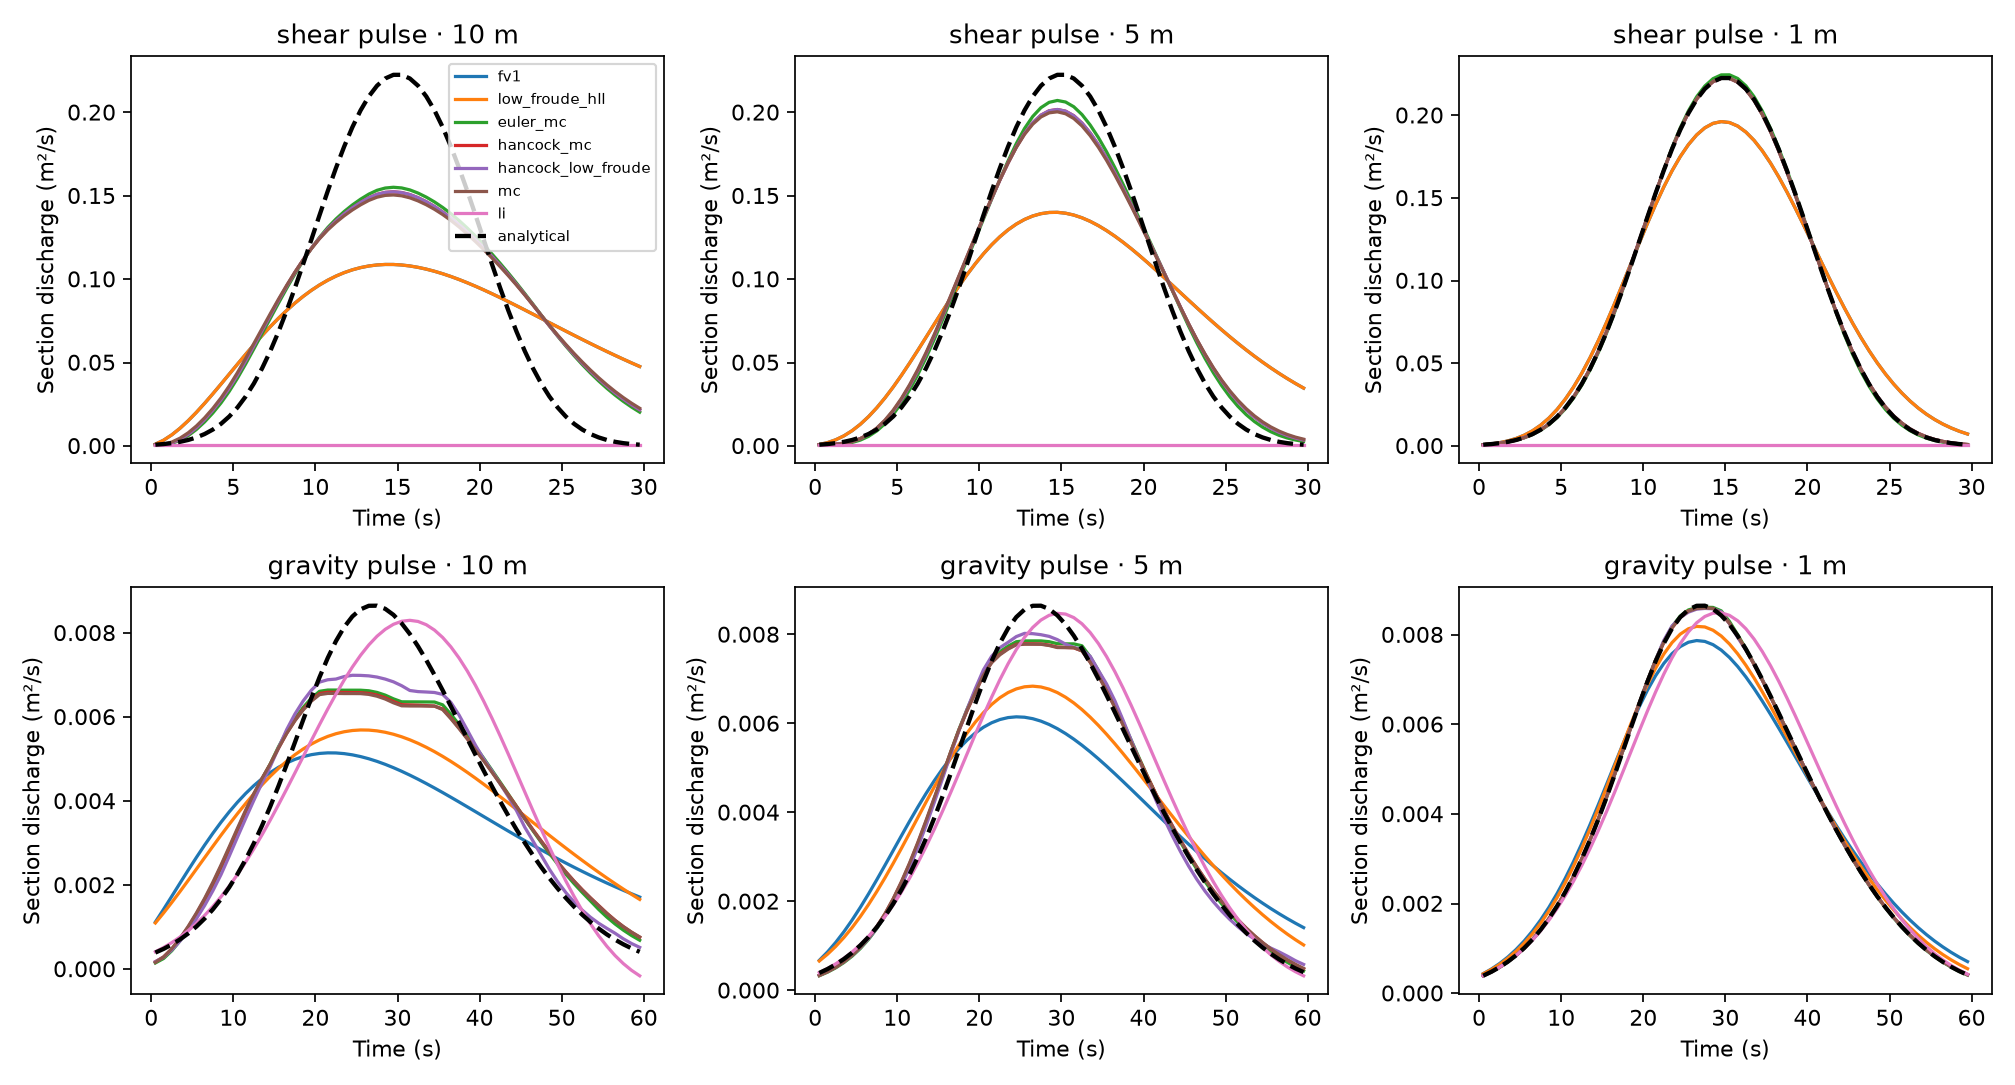 shear pulse · 10 m
Section discharge (m²/s)
0.20
0.15
0.10
0.05
0.00
0 5 10 15 20 25 30
Time (s)
fv1
low_froude_hll
euler_mc
hancock_mc
hancock_low_froude
mc
li
analytical
shear pulse · 5 m
Section discharge (m²/s)
0.20
0.15
0.10
0.05
0.00
0 5 10 15 20 25 30
Time (s)
shear pulse · 1 m
Section discharge (m²/s)
0.20
0.15
0.10
0.05
0.00
0 5 10 15 20 25 30
Time (s)
gravity pulse · 10 m
Section discharge (m²/s)
0.008
0.006
0.004
0.002
0.000
0 10 20 30 40 50 60
Time (s)
gravity pulse · 5 m
Section discharge (m²/s)
0.008
0.006
0.004
0.002
0.000
0 10 20 30 40 50 60
Time (s)
gravity pulse · 1 m
Section discharge (m²/s)
0.008
0.006
0.004
0.002
0.000
0 10 20 30 40 50 60
Time (s)